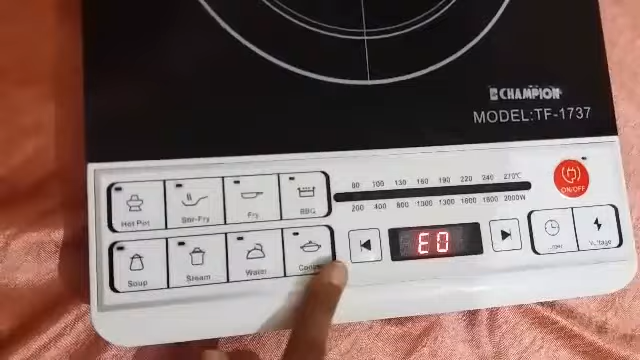 CHAMPION
MODEL:TF-1737
80 100 130 160 190 220 240 270℃
200 400 800 1300 1600 1800 2000W
ON/OFF
Hot Pot
Stir-Fry
Fry
BBQ
E0
Voltage
Soup
Steam
Water